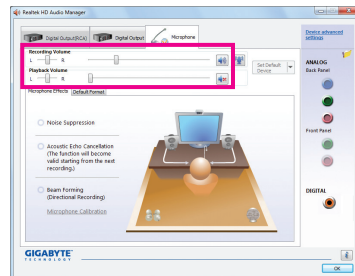 Realtek HD Audio Manager
Digital Output(RCA)
Digital Output
Microphone
Device advanced
settings
Recording Volume
L R
Set Default
Device
Playback Volume
L R
ANALOG
Back Panel
Microphone Effects
Default Format
Noise Suppression
Acoustic Echo Cancellation
(The function will become
valid starting from the next
recording.)
Front Panel
Beam Forming
(Directional Recording)
Microphone Calibration
DIGITAL
GIGABYTE
TECHNOLOGY
i
OK